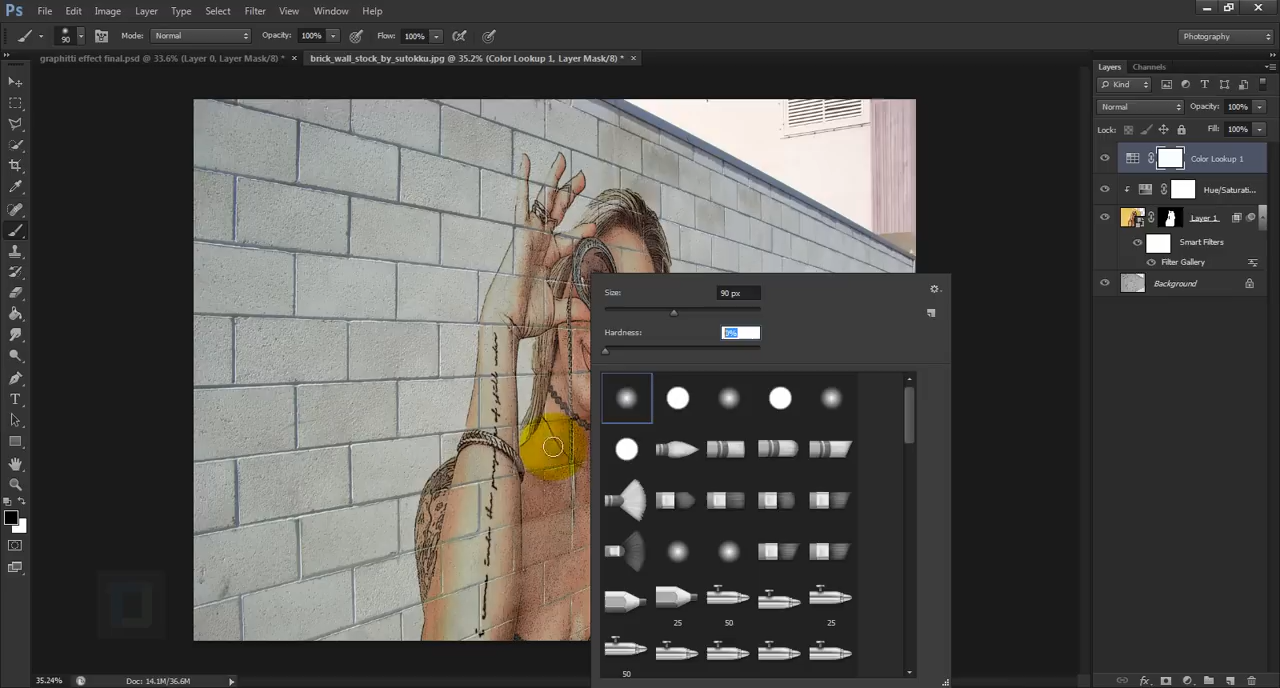 Ps File Edit Image Layer Type Select Filter View Window Help
90 Mode: Normal Opacity: 100% Flow: 100% Photography
graphitti effect final.psd @ 33.6% (Layer 0, Layer Mask/8) * × brick_wall_stock_by_sutokku.jpg @ 35.2% (Color Lookup 1, Layer Mask/8) * ×
Layers Channels
Kind
Normal Opacity: 100%
Lock: Fill: 100%
Color Lookup 1
Hue/Saturati...
Layer 1
Smart Filters
Filter Gallery
Background
Size: 90 px
Hardness: 0%
25 50 25
50
35.24% Doc: 14.1M/36.6M